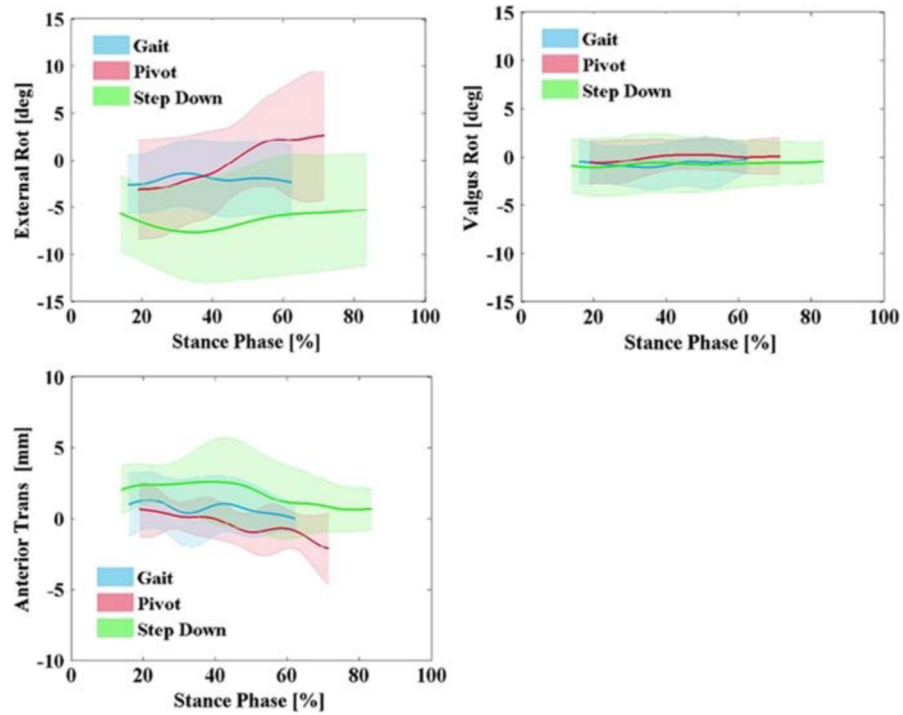 15
10
5
0
-5
-10
-15
External Rot [deg]
Gait
Pivot
Step Down
0 20 40 60 80 100
Stance Phase [%]
15
10
5
0
-5
-10
-15
Valgus Rot [deg]
Gait
Pivot
Step Down
0 20 40 60 80 100
Stance Phase [%]
10
5
0
-5
-10
Anterior Trans [mm]
Gait
Pivot
Step Down
0 20 40 60 80 100
Stance Phase [%]